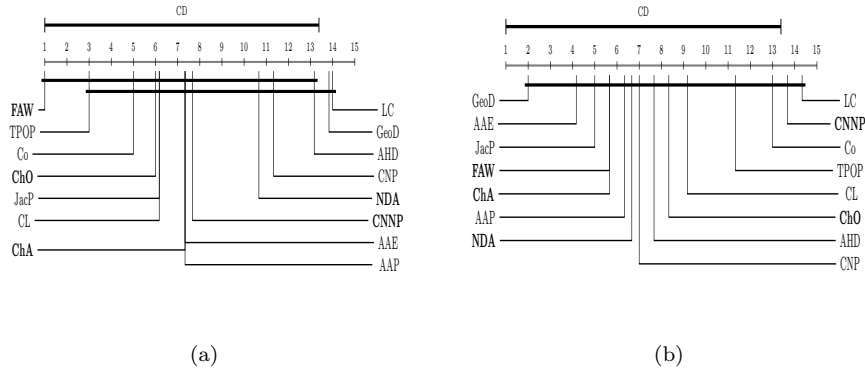 CD
1 2 3 4 5 6 7 8 9 10 11 12 13 14 15
FAW LC
TPOP GeoD
Co AHD
ChO CNP
JacP NDA
CL CNNP
ChA AAE
AAP
(a)
CD
1 2 3 4 5 6 7 8 9 10 11 12 13 14 15
GeoD LC
AAE CNNP
JacP Co
FAW TPOP
ChA CL
AAP ChO
NDA AHD
CNP
(b)